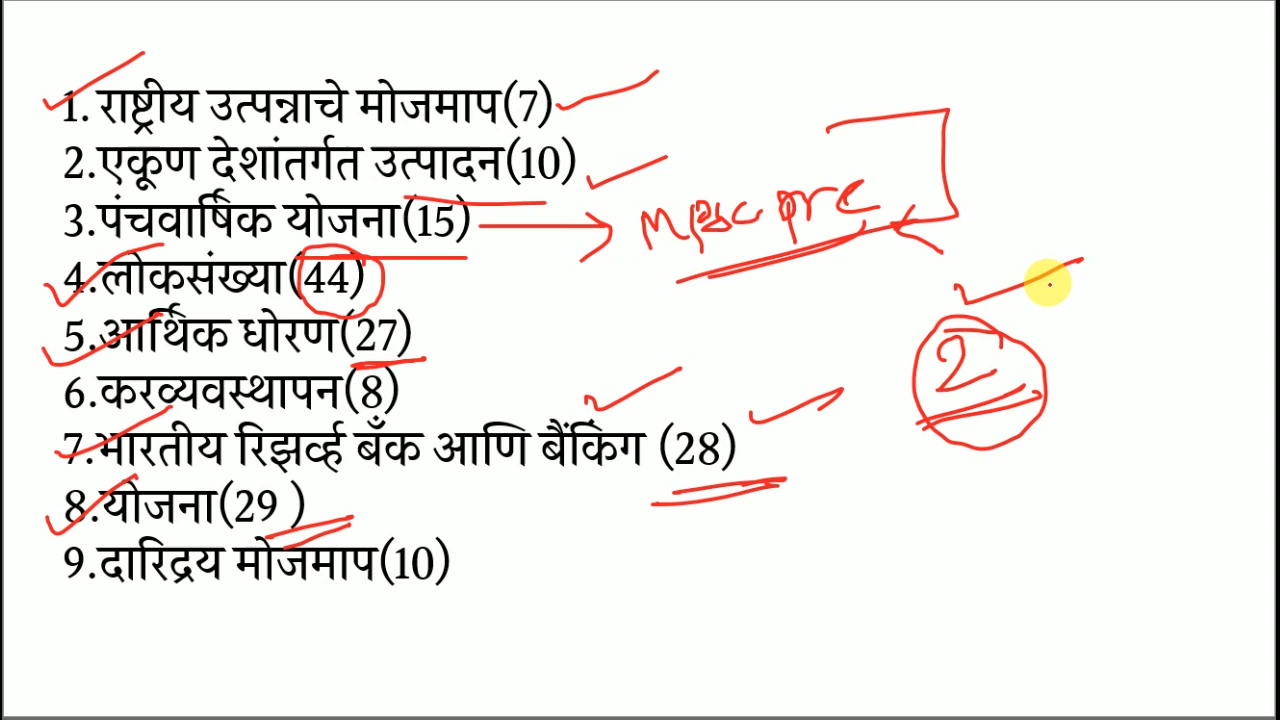 1. राष्ट्रीय उत्पन्नाचे मोजमाप(7)
2.एकूण देशांतर्गत उत्पादन(10)
3.पंचवार्षिक योजना(15)
4.लोकसंख्या(44)
5.आर्थिक धोरण(27)
6.करव्यवस्थापन(8)
7.भारतीय रिझर्व्ह बँक आणि बैंकिंग (28)
8.योजना(29 )
9.दारिद्रय मोजमाप(10)
pre
2